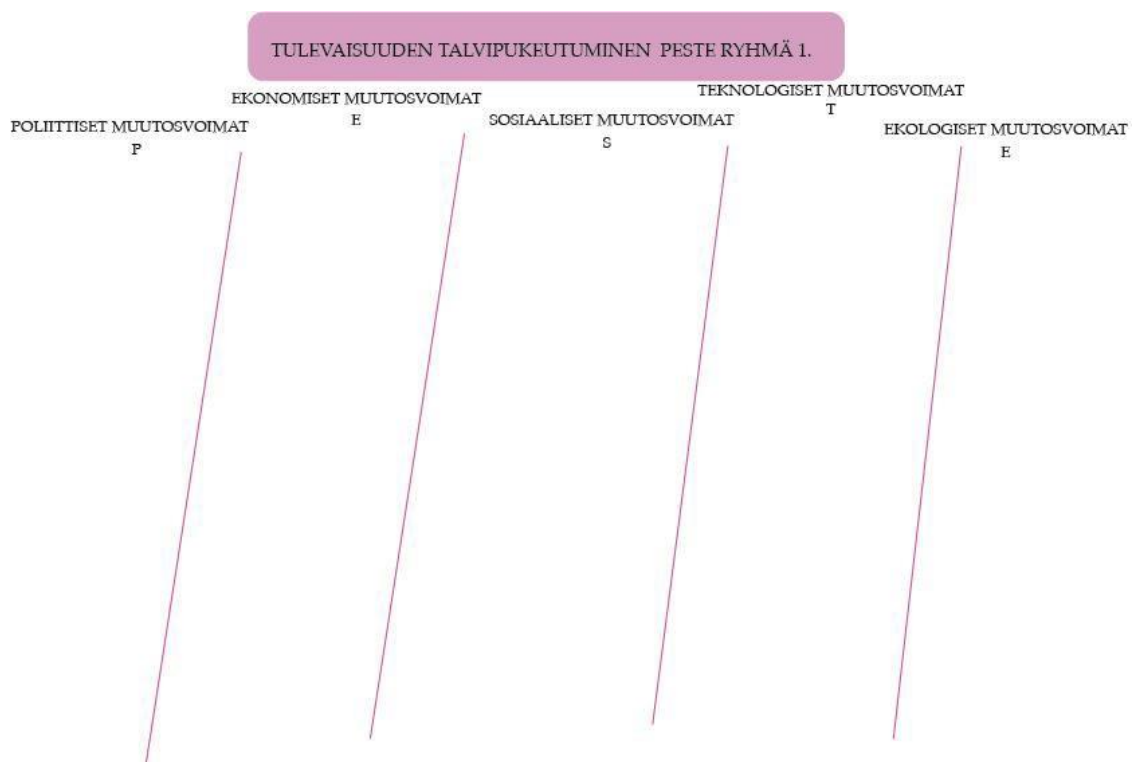 TULEVAISUUDEN TALVIPUKEUTUMINEN PESTE RYHMÄ 1.
POLIITTISET MUUTOSVOIMAT
P
EKONOMISET MUUTOSVOIMAT
E
SOSIAALISET MUUTOSVOIMAT
S
TEKNOLOGISET MUUTOSVOIMAT
T
EKOLOGISET MUUTOSVOIMAT
E